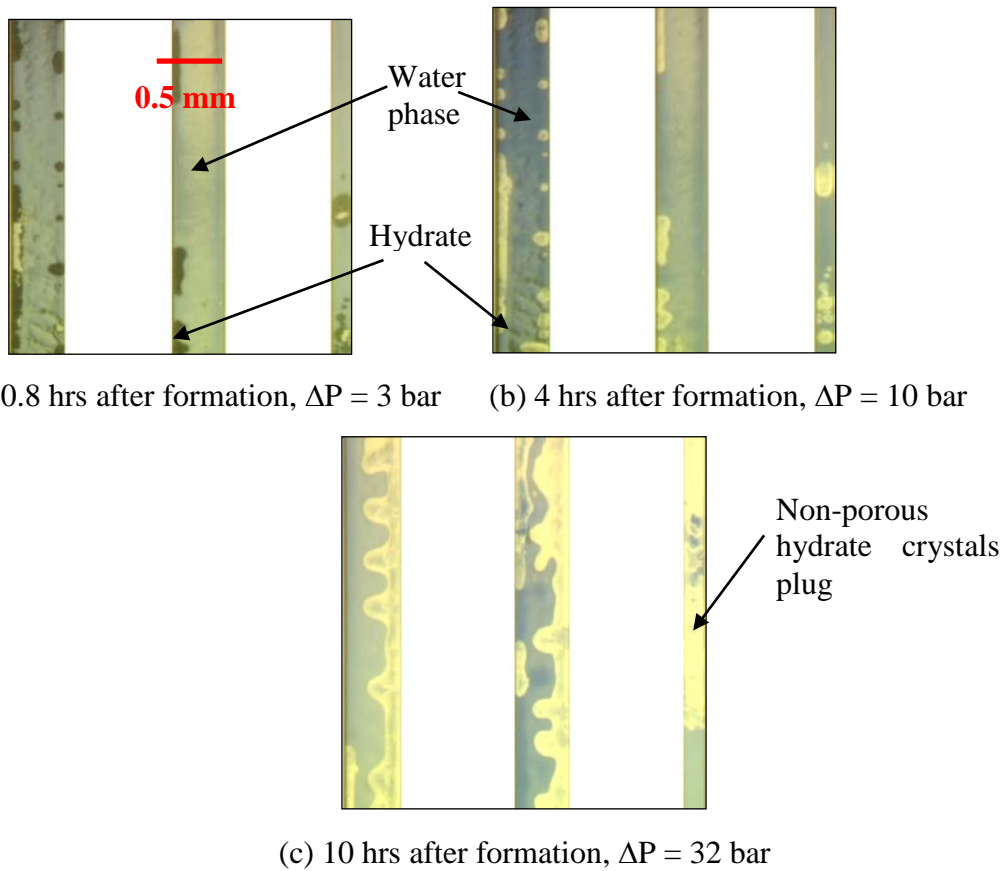 0.5 mm
Water
phase
Hydrate
0.8 hrs after formation, ΔP = 3 bar
(b) 4 hrs after formation, ΔP = 10 bar
Non-porous
hydrate crystals
plug
(c) 10 hrs after formation, ΔP = 32 bar